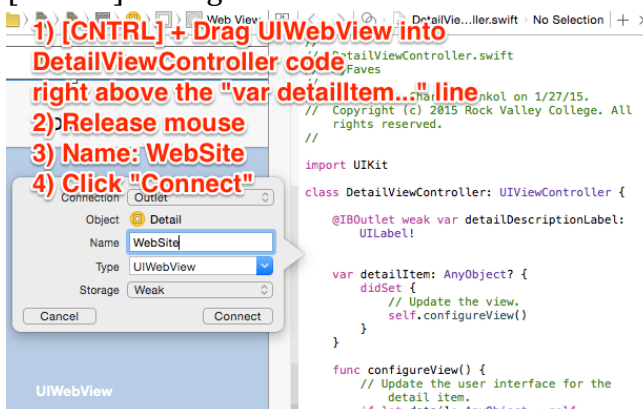 Web View
DetailVie...ller.swift
No Selection
1) [CNTRL] + Drag UIWebView into
DetailViewController code
right above the "var detailItem..." line
2) Release mouse
3) Name: WebSite
4) Click "Connect"
Connection Outlet
Object Detail
Name WebSite
Type UIWebView
Storage Weak
Cancel Connect
UIWebView
//
// DetailViewController.swift
// on 1/27/15.
// Copyright (c) 2015 Rock Valley College. All
rights reserved.
//
import UIKit
class DetailViewController: UIViewController {
@IBOutlet weak var detailDescriptionLabel:
UILabel!
var detailItem: AnyObject? {
didSet {
// Update the view.
self.configureView()
}
}
func configureView() {
// Update the user interface for the
detail item.